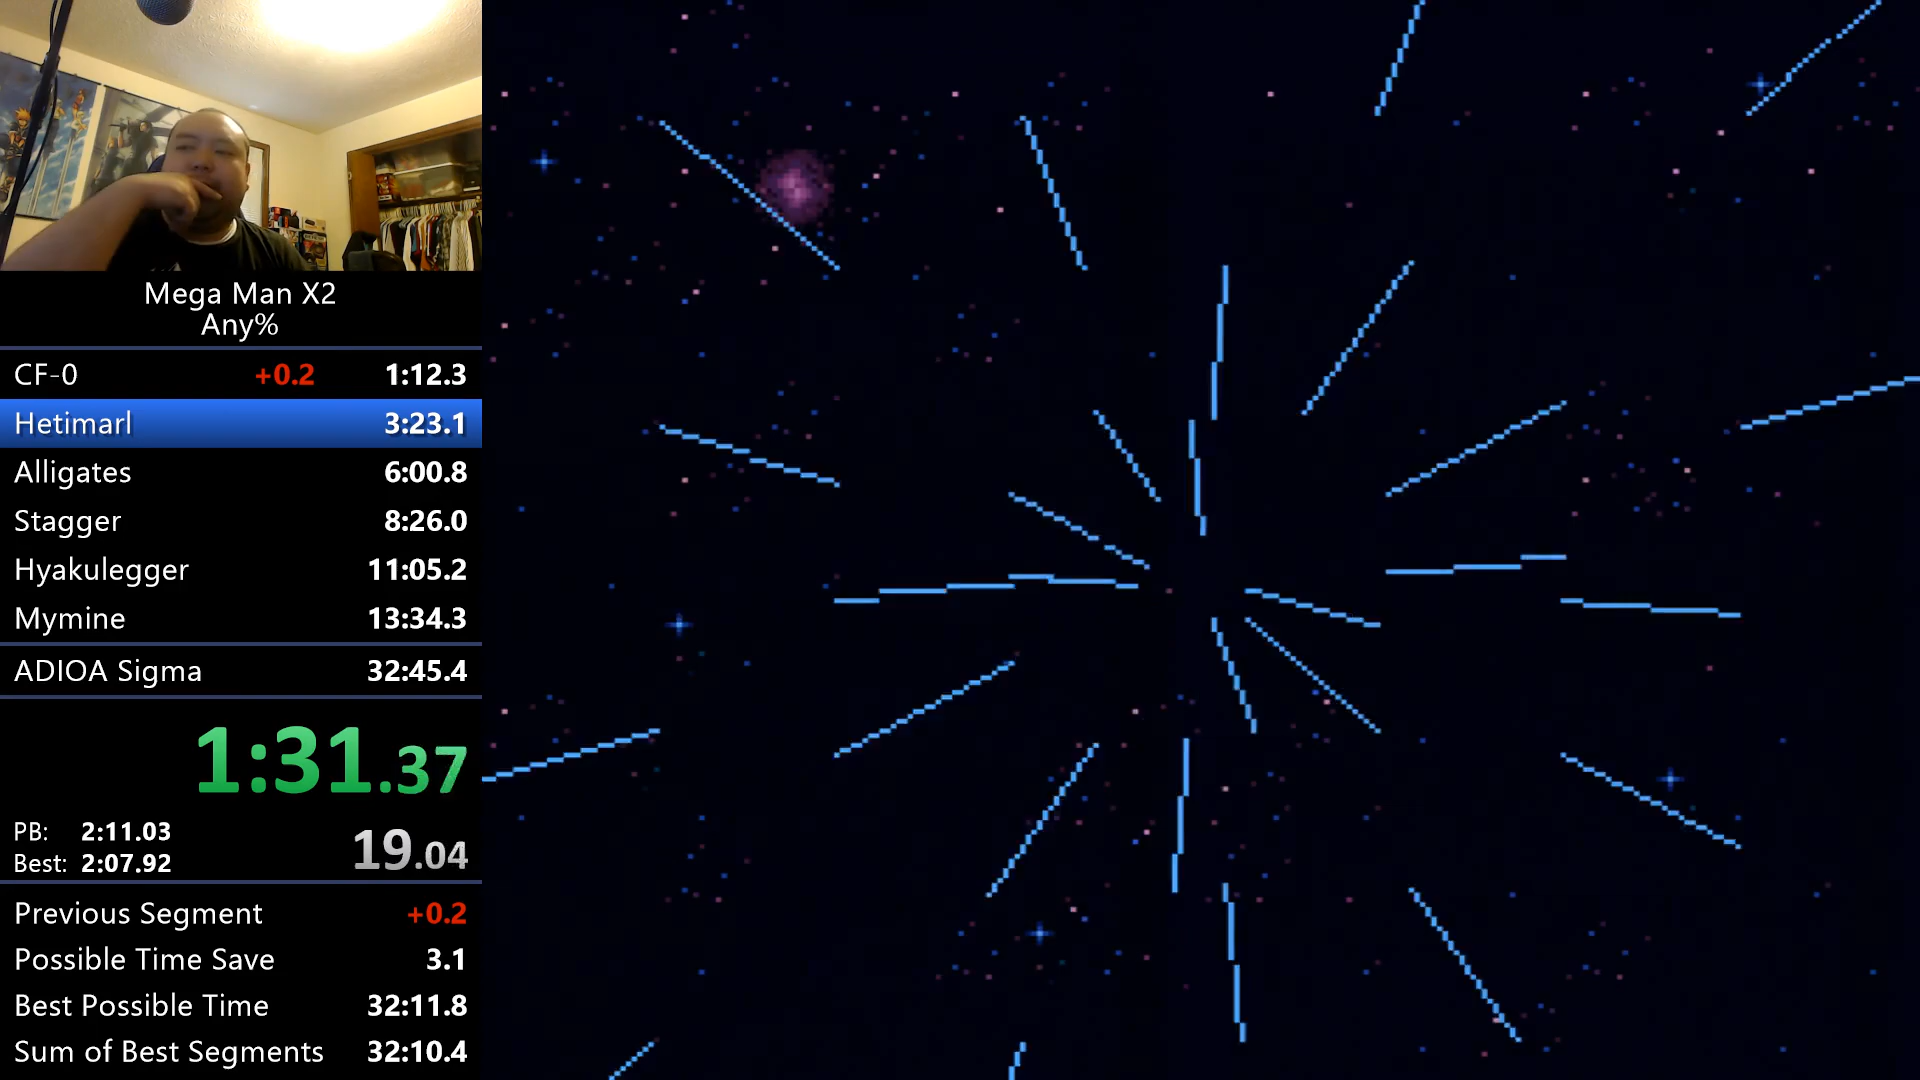 Mega Man X2
Any%
CF-0 +0.2 1:12.3
Hetimarl 3:23.1
Alligates 6:00.8
Stagger 8:26.0
Hyakulegger 11:05.2
Mymine 13:34.3
ADIOA Sigma 32:45.4
1:31.37
PB: 2:11.03
Best: 2:07.92
19.04
Previous Segment +0.2
Possible Time Save 3.1
Best Possible Time 32:11.8
Sum of Best Segments 32:10.4